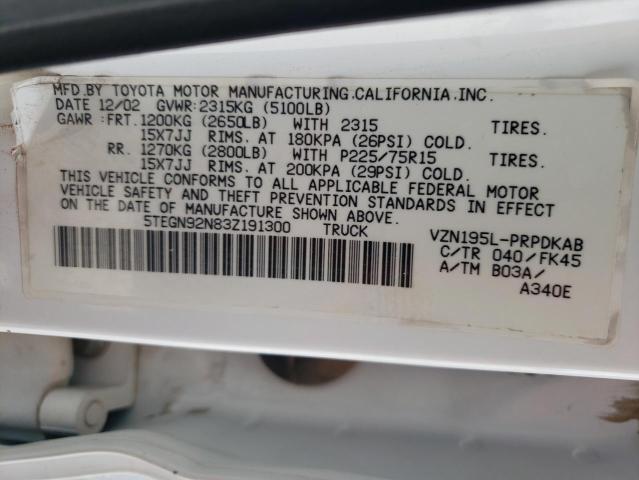 MFD.BY TOYOTA MOTOR MANUFACTURING.CALIFORNIA.INC.
DATE 12/02 GVWR:2315KG (5100LB)
GAWR :FRT.1200KG (2650LB) WITH 2315 TIRES.
15X7JJ RIMS. AT 180KPA (26PSI) COLD.
RR. 1270KG (2800LB) WITH P225/75R15 TIRES.
15X7JJ RIMS. AT 200KPA (29PSI) COLD.
THIS VEHICLE CONFORMS TO ALL APPLICABLE FEDERAL MOTOR
VEHICLE SAFETY AND THEFT PREVENTION STANDARDS IN EFFECT
ON THE DATE OF MANUFACTURE SHOWN ABOVE.
5TEGN92N83Z191300 TRUCK VZN195L-PRPDKAB
C/TR 040/FK45
A/TM B03A/
A340E